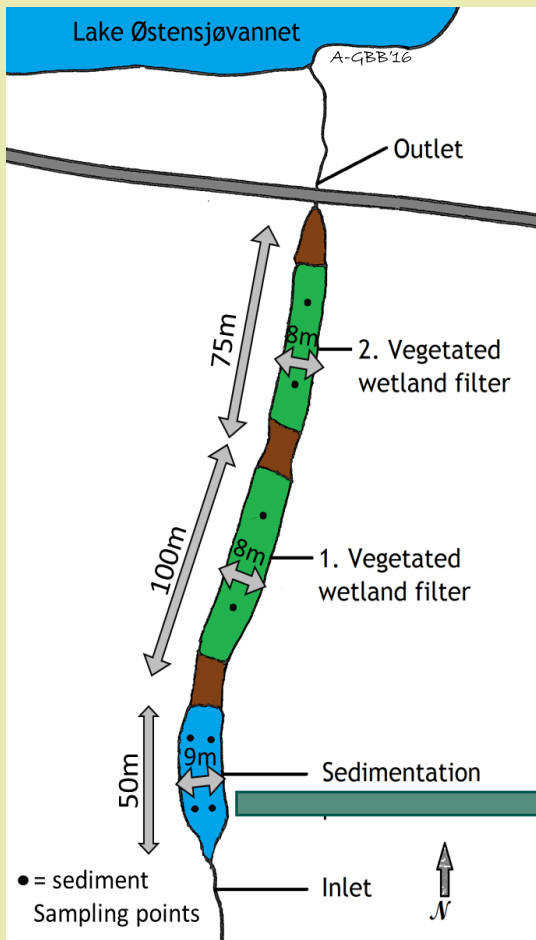 Lake Østensjøvannet
A-GBB'16
Outlet
75m
8m
2. Vegetated
wetland filter
100m
8m
1. Vegetated
wetland filter
50m
9m
Sedimentation
Inlet
• = sediment
Sampling points
N